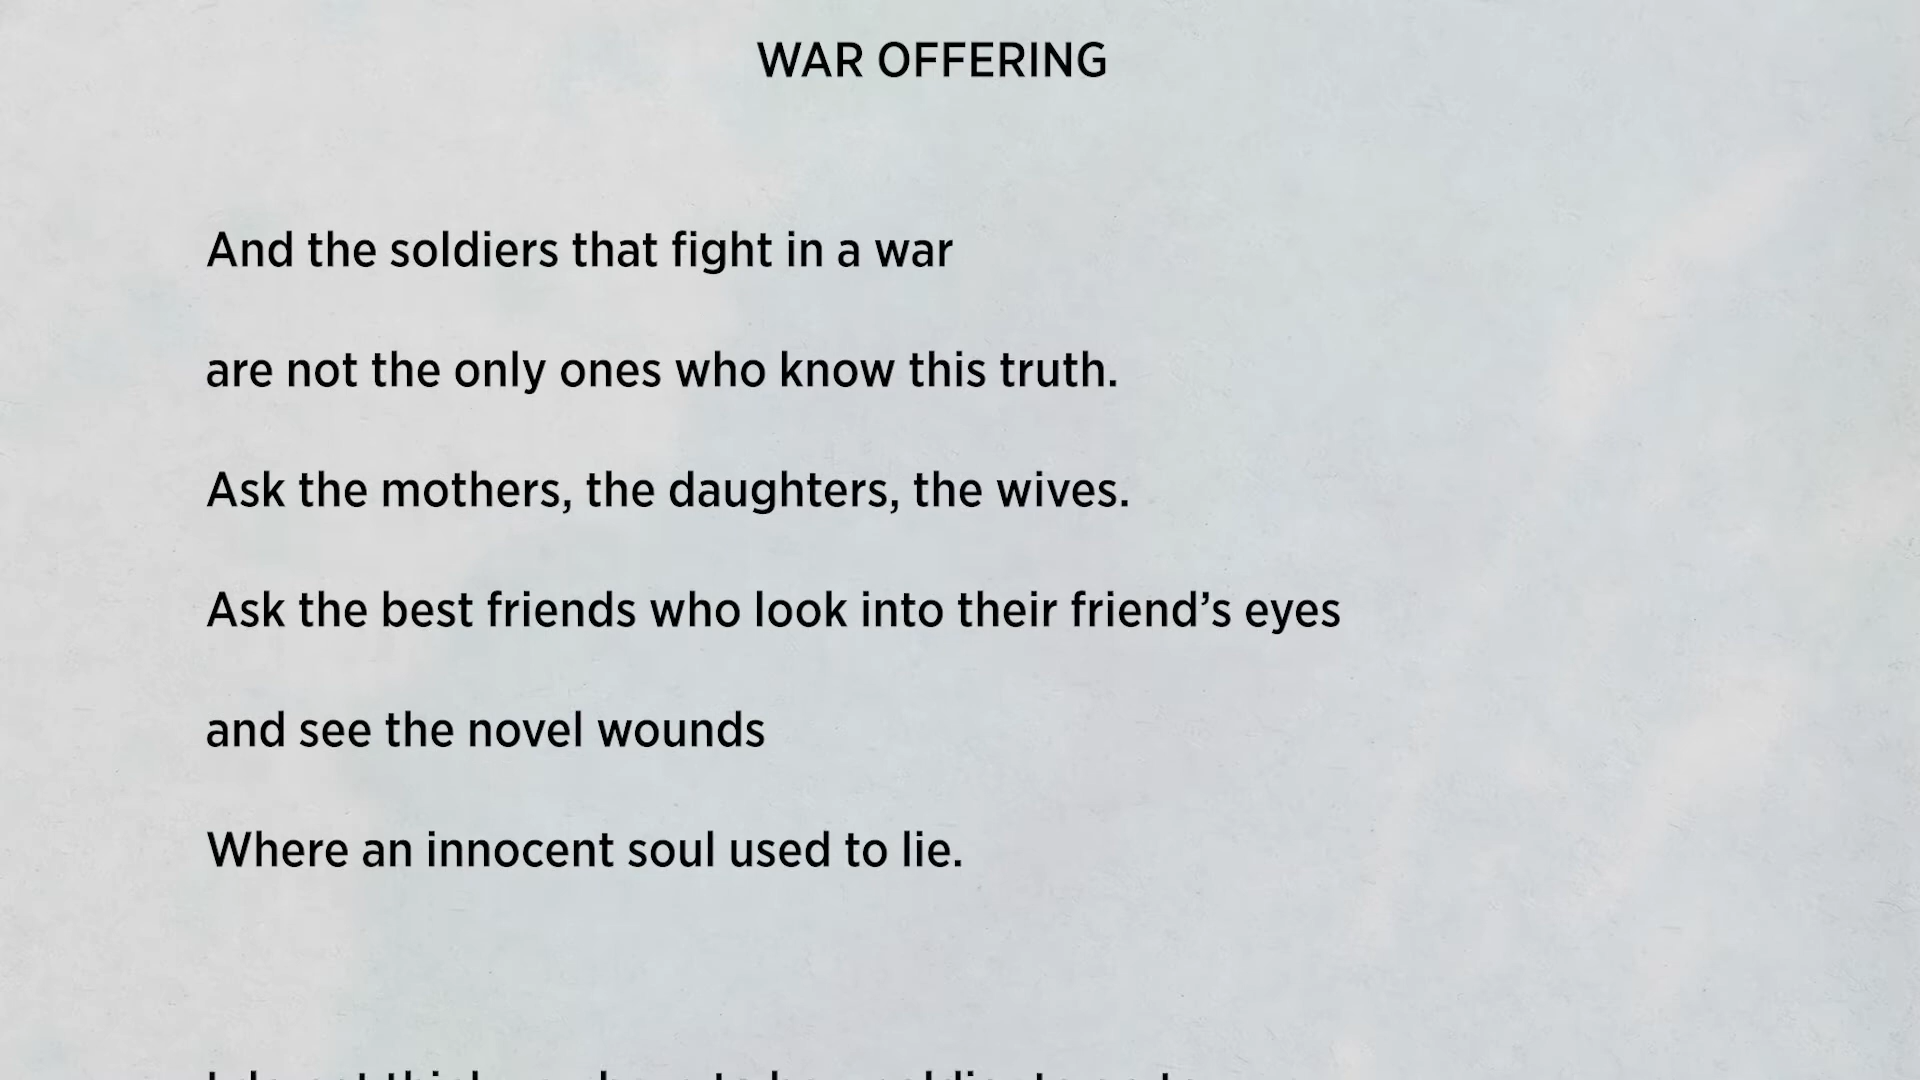 WAR OFFERING
And the soldiers that fight in a war
are not the only ones who know this truth.
Ask the mothers, the daughters, the wives.
Ask the best friends who look into their friend’s eyes
and see the novel wounds
Where an innocent soul used to lie.